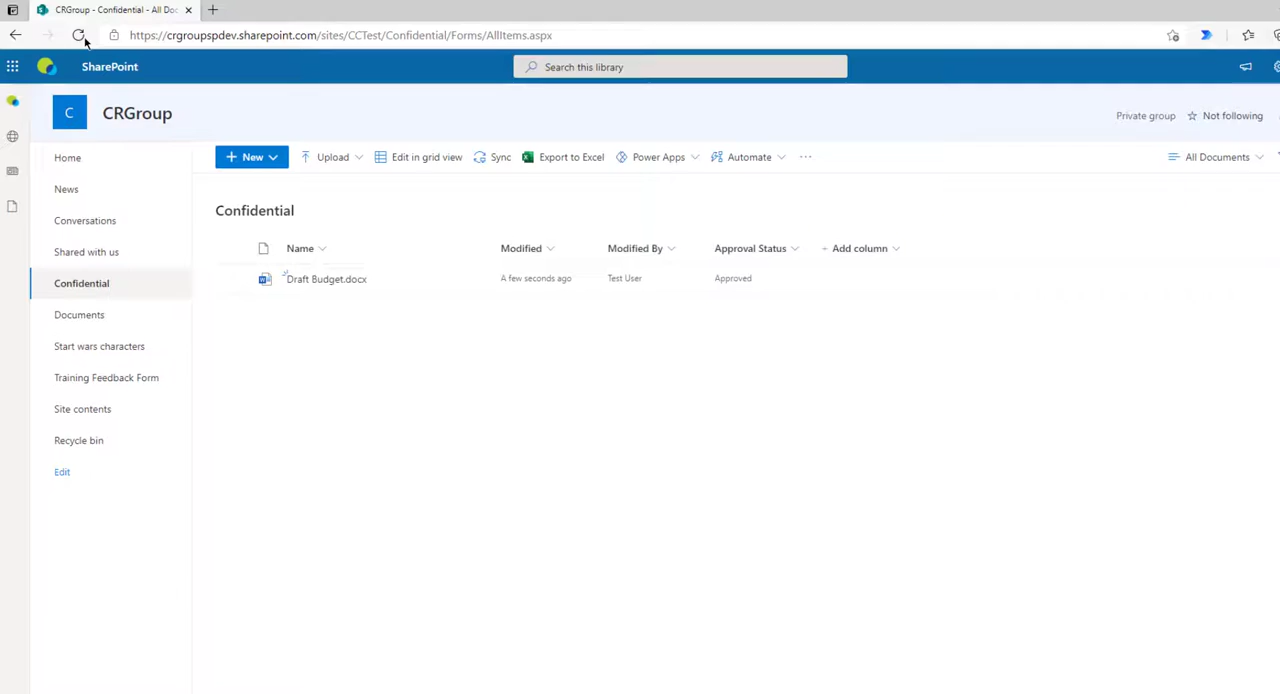 CRGroup - Confidential - All Doc
https://crgroupspdev.sharepoint.com/sites/CCTest/Confidential/Forms/AllItems.aspx
SharePoint
Search this library
C
CRGroup
Private group
Not following
Home
News
Conversations
Shared with us
Confidential
Documents
Start wars characters
Training Feedback Form
Site contents
Recycle bin
Edit
+ New
Upload
Edit in grid view
Sync
Export to Excel
Power Apps
Automate
...
All Documents
Confidential
Name
Modified
Modified By
Approval Status
+ Add column
Draft Budget.docx
A few seconds ago
Test User
Approved